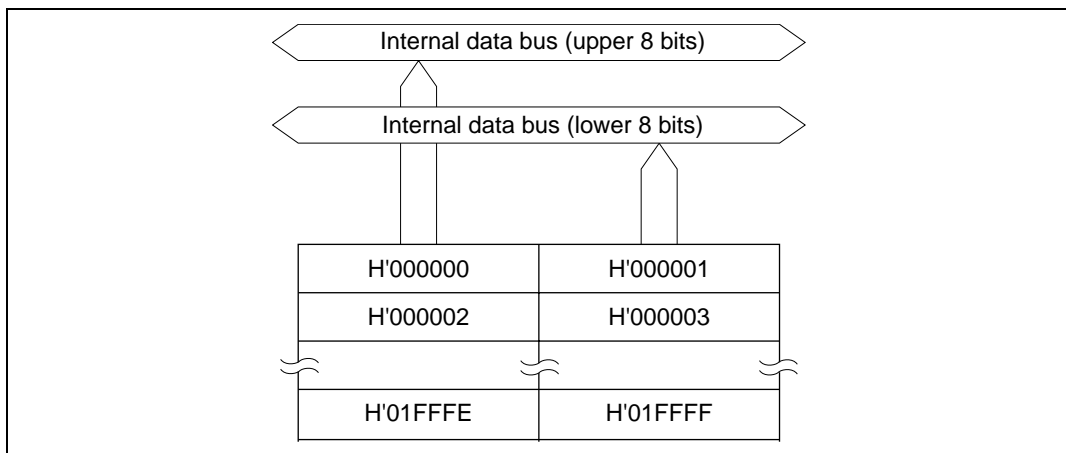 Internal data bus (upper 8 bits)
Internal data bus (lower 8 bits)
H'000000 H'000001
H'000002 H'000003
H'01FFFE H'01FFFF